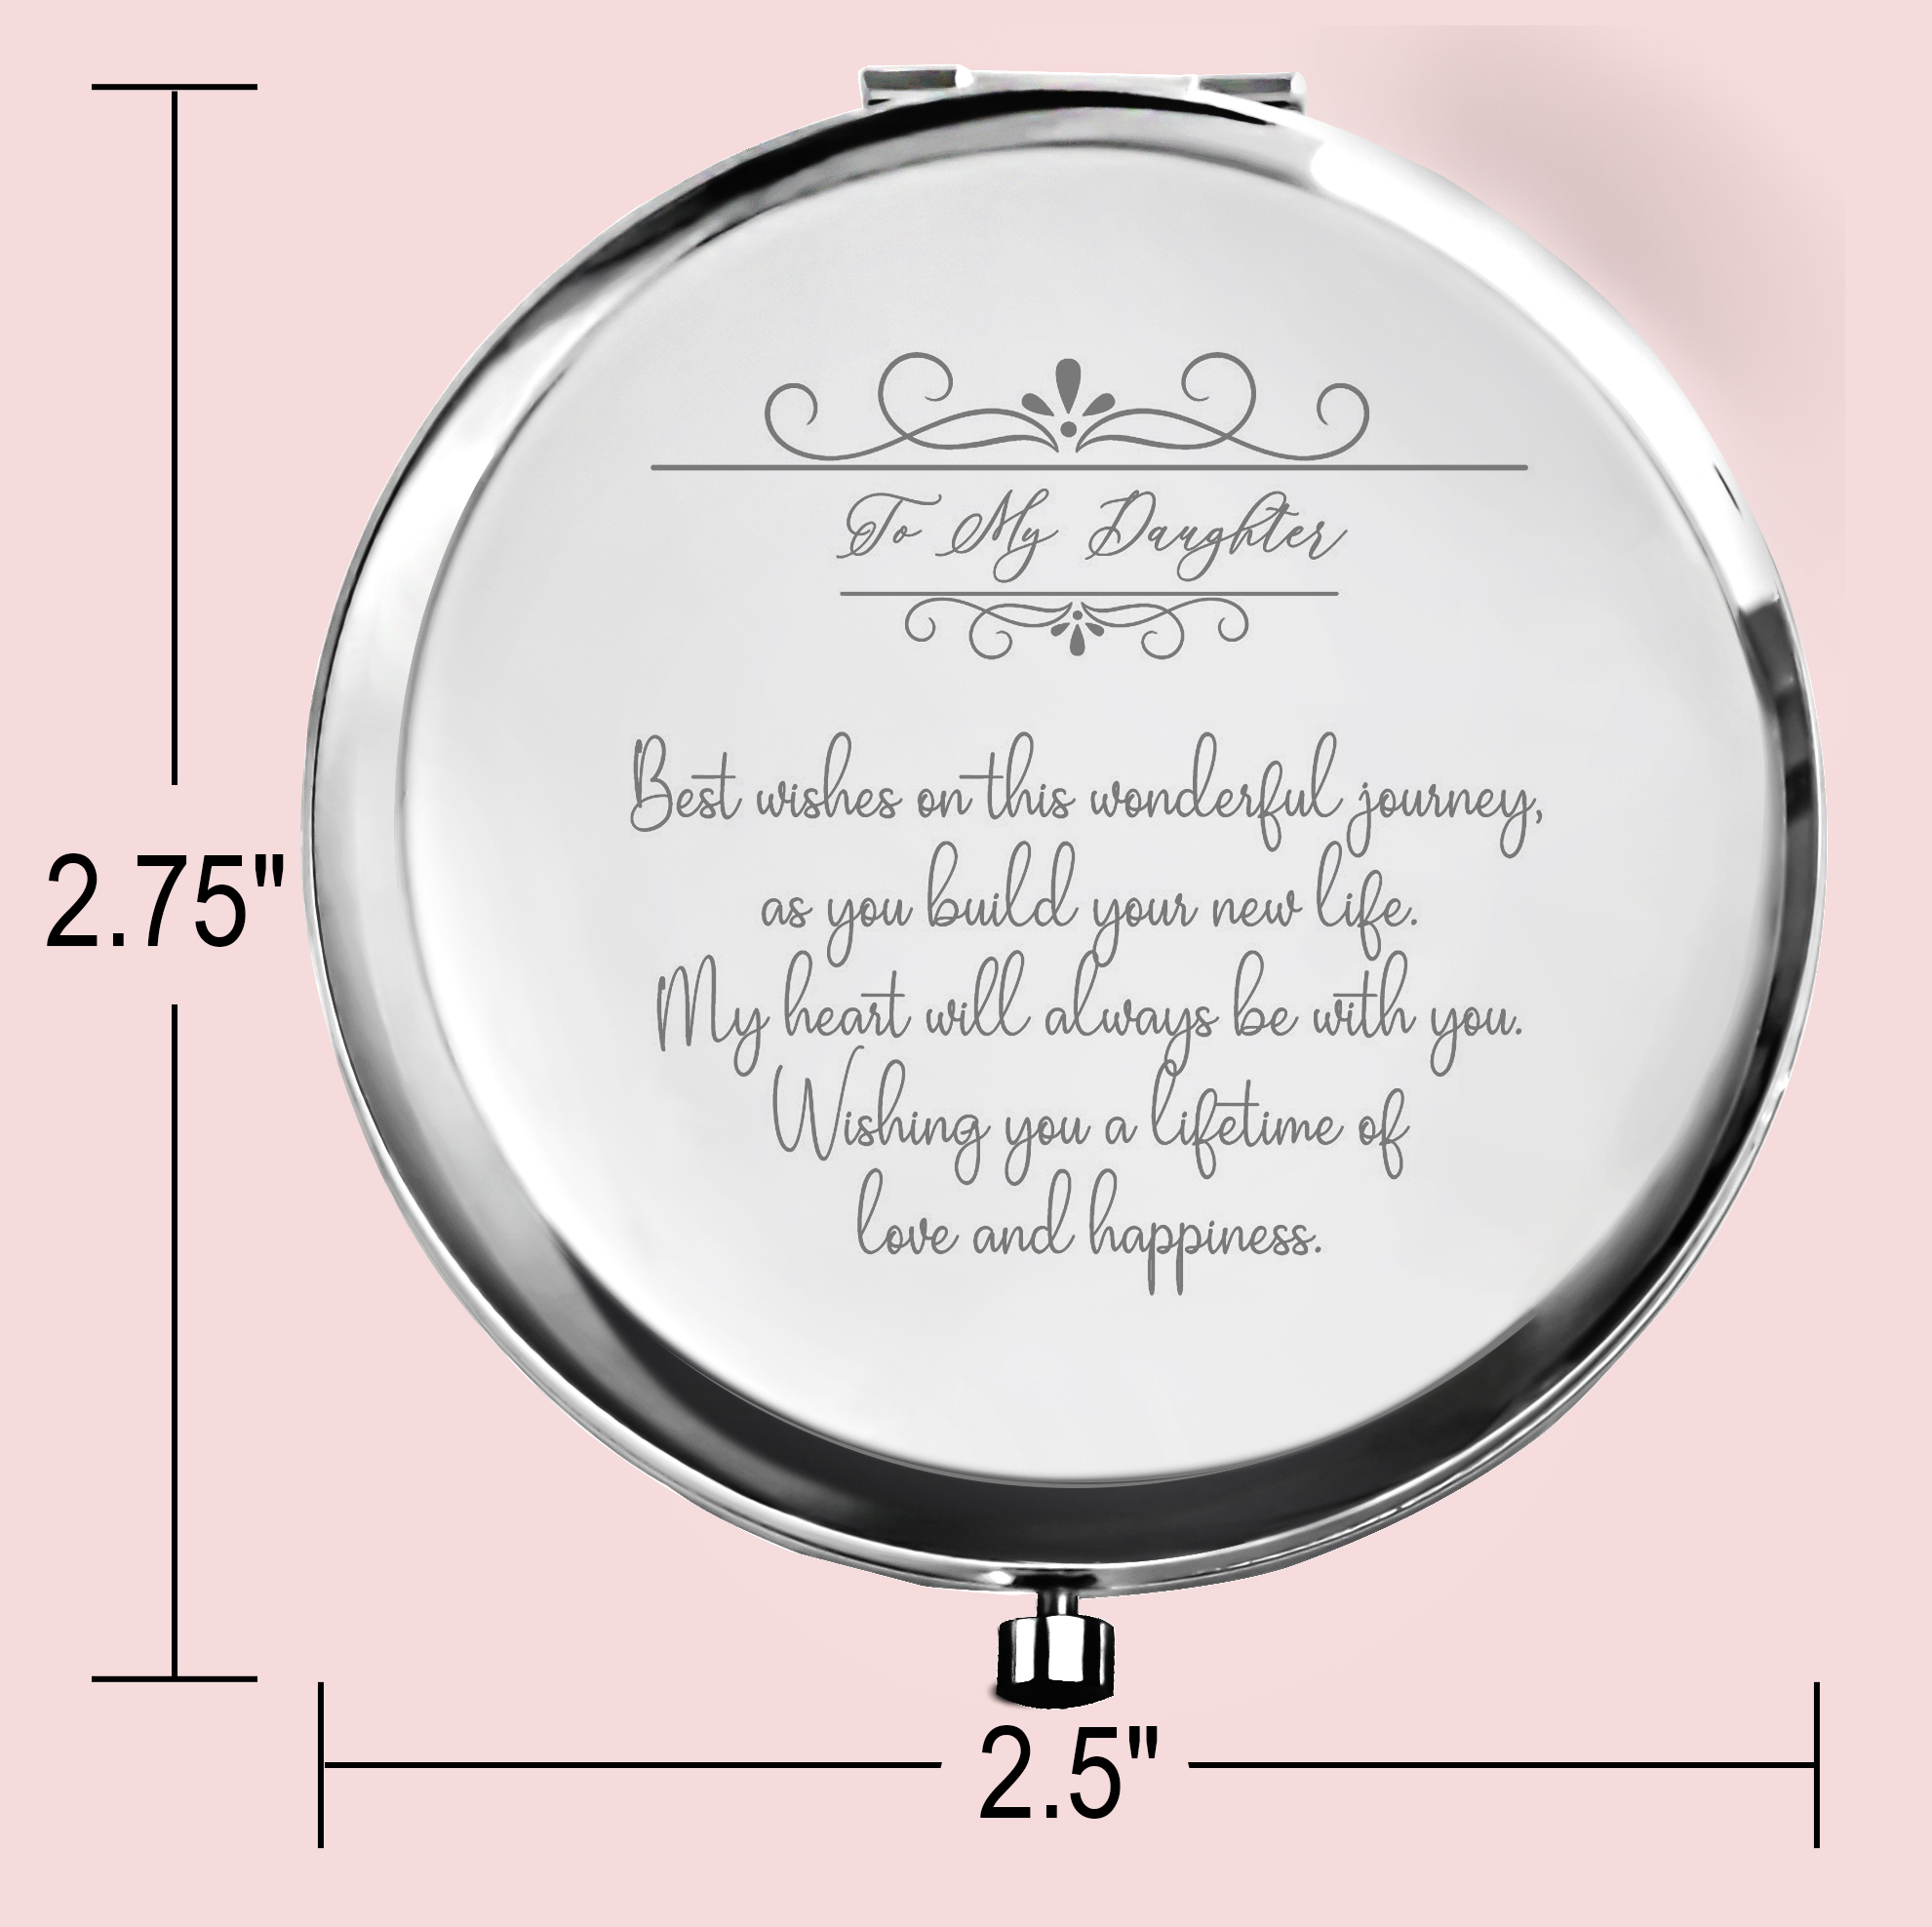 To My Daughter
Best wishes on this wonderful journey,
as you build your new life.
2.75"
My heart will always be with you.
Wishing you a lifetime of
love and happiness.
2.5"